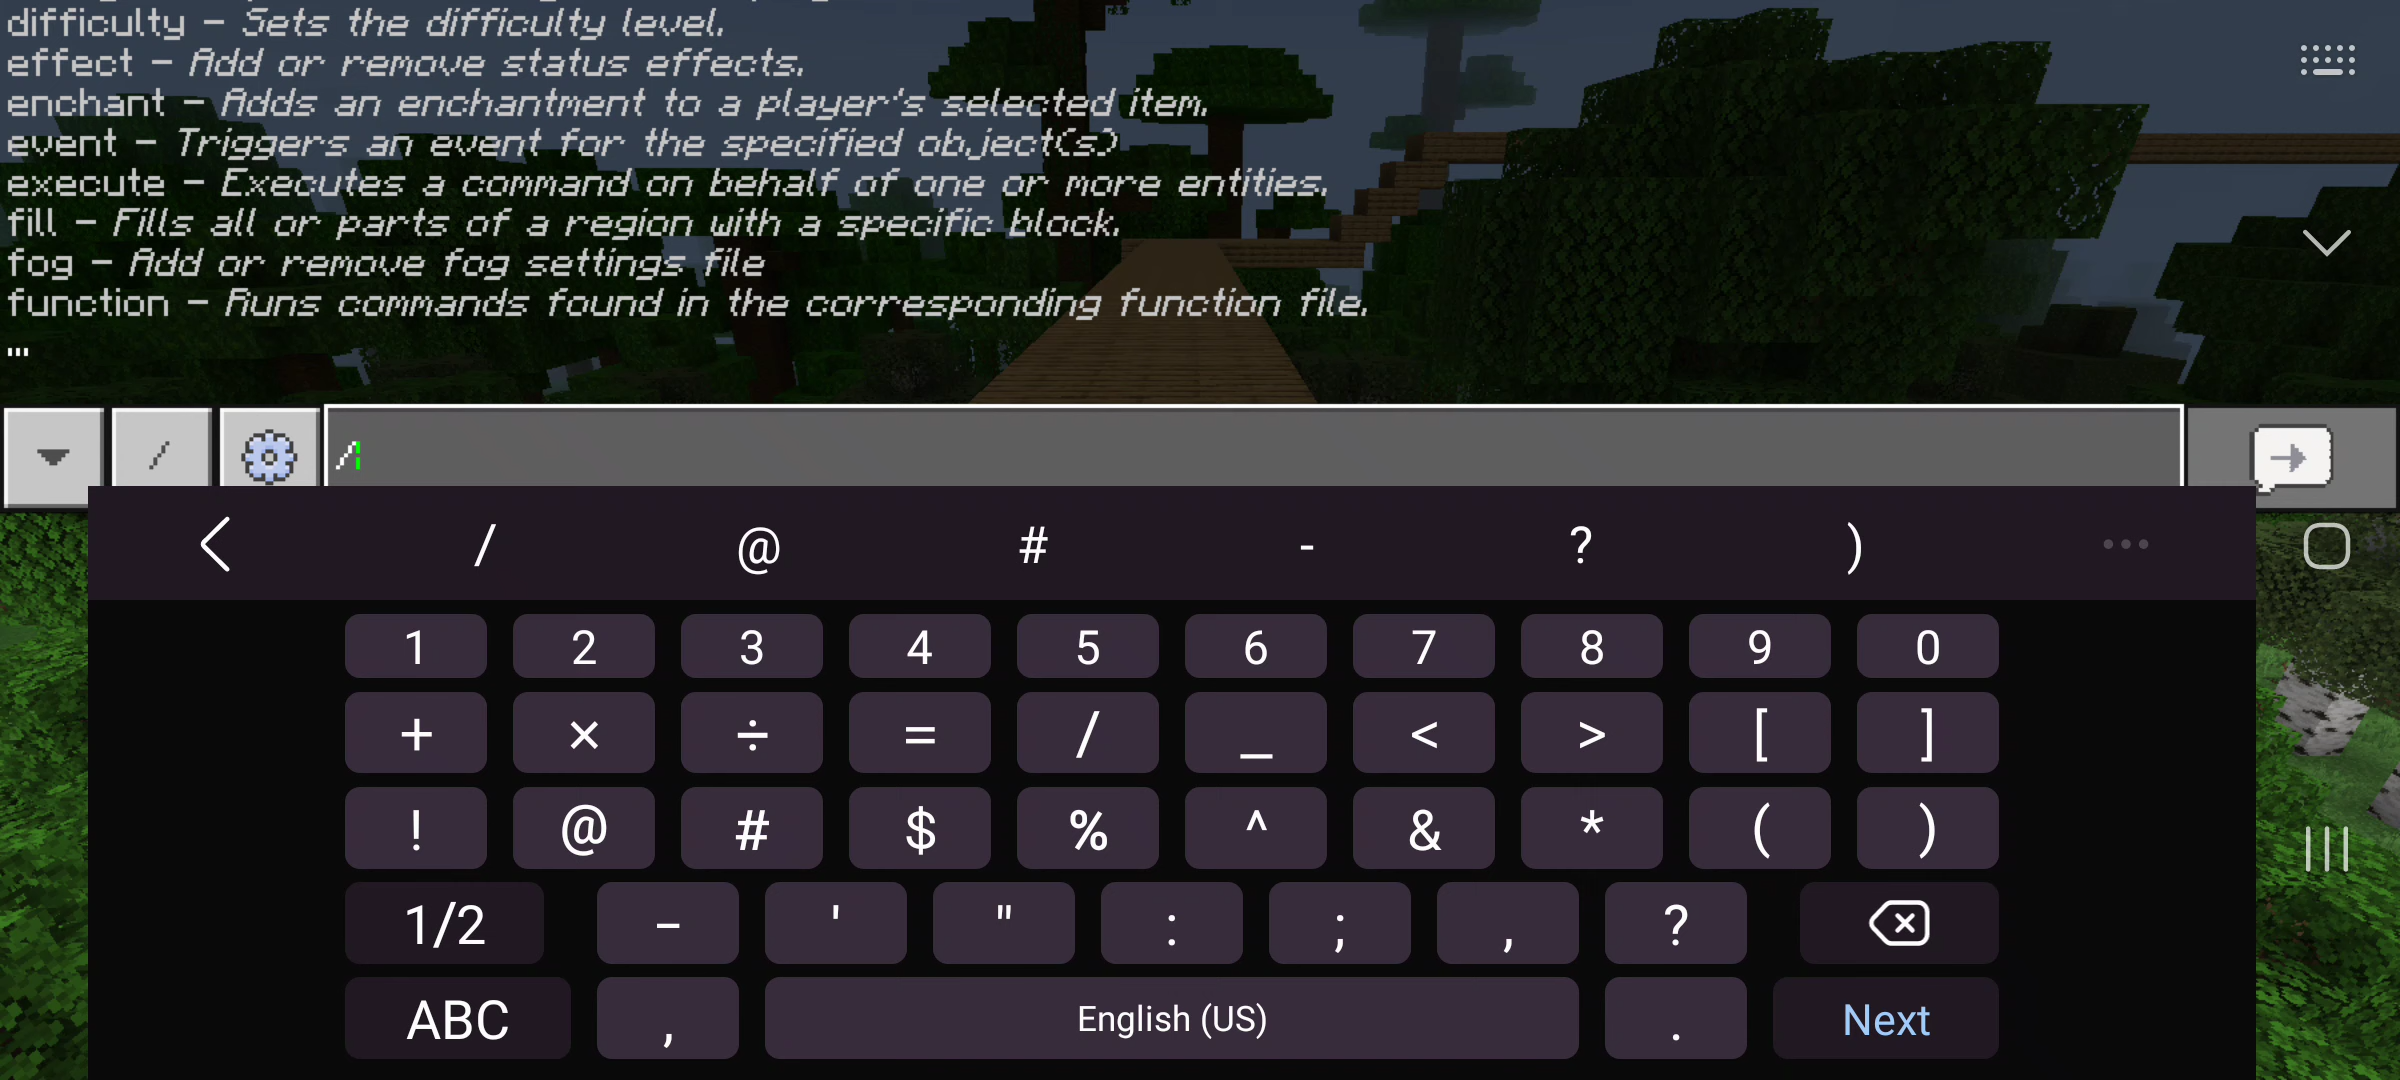 difficulty – Sets the difficulty level.
effect – Add or remove status effects.
enchant – Adds an enchantment to a player's selected item.
event – Triggers an event for the specified object(s)
execute – Executes a command on behalf of one or more entities.
fill – Fills all or parts of a region with a specific block.
fog – Add or remove fog settings file
function – Runs commands found in the corresponding function file.
...
/ /
/ @ # - ? )
1 2 3 4 5 6 7 8 9 0
+ × ÷ = / _ < > [ ]
! @ # $ % ^ & * ( )
1/2 – ' " : ; , ?
ABC , English (US) . Next